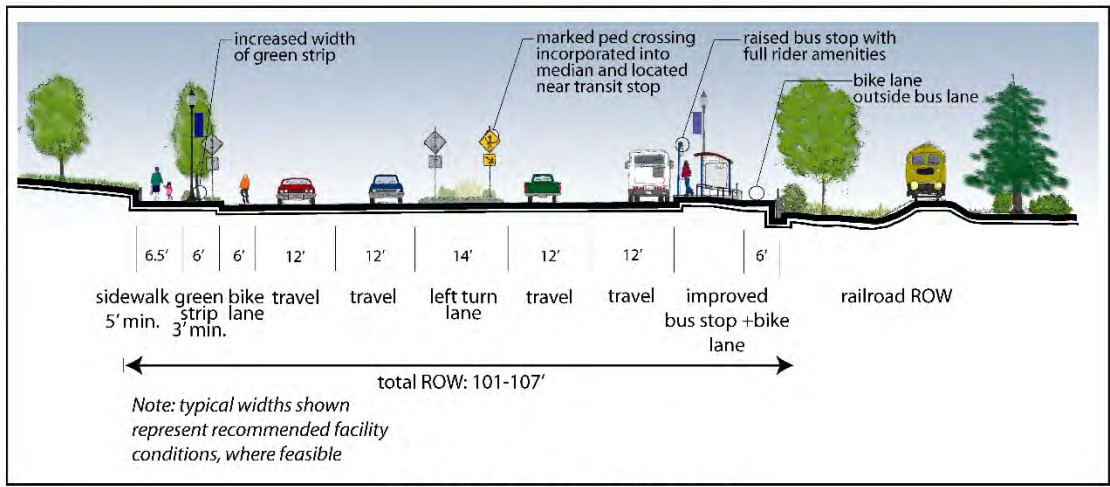 increased width
of green strip
marked ped crossing
incorporated into
median and located
near transit stop
raised bus stop with
full rider amenities
bike lane
outside bus lane
6.5' 6' 6' 12' 12' 14' 12' 12' 6'
sidewalk green bike travel travel left turn travel travel improved railroad ROW
5' min. strip lane lane bus stop +bike
3' min. lane
total ROW: 101-107'
Note: typical widths shown
represent recommended facility
conditions, where feasible